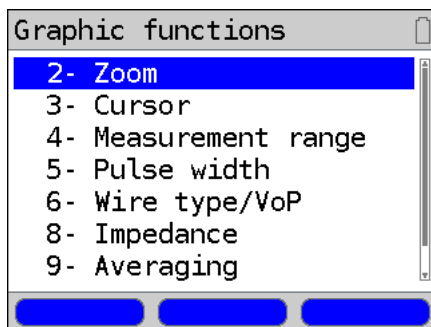 Graphic functions
2- Zoom
3- Cursor
4- Measurement range
5- Pulse width
6- Wire type/VoP
8- Impedance
9- Averaging